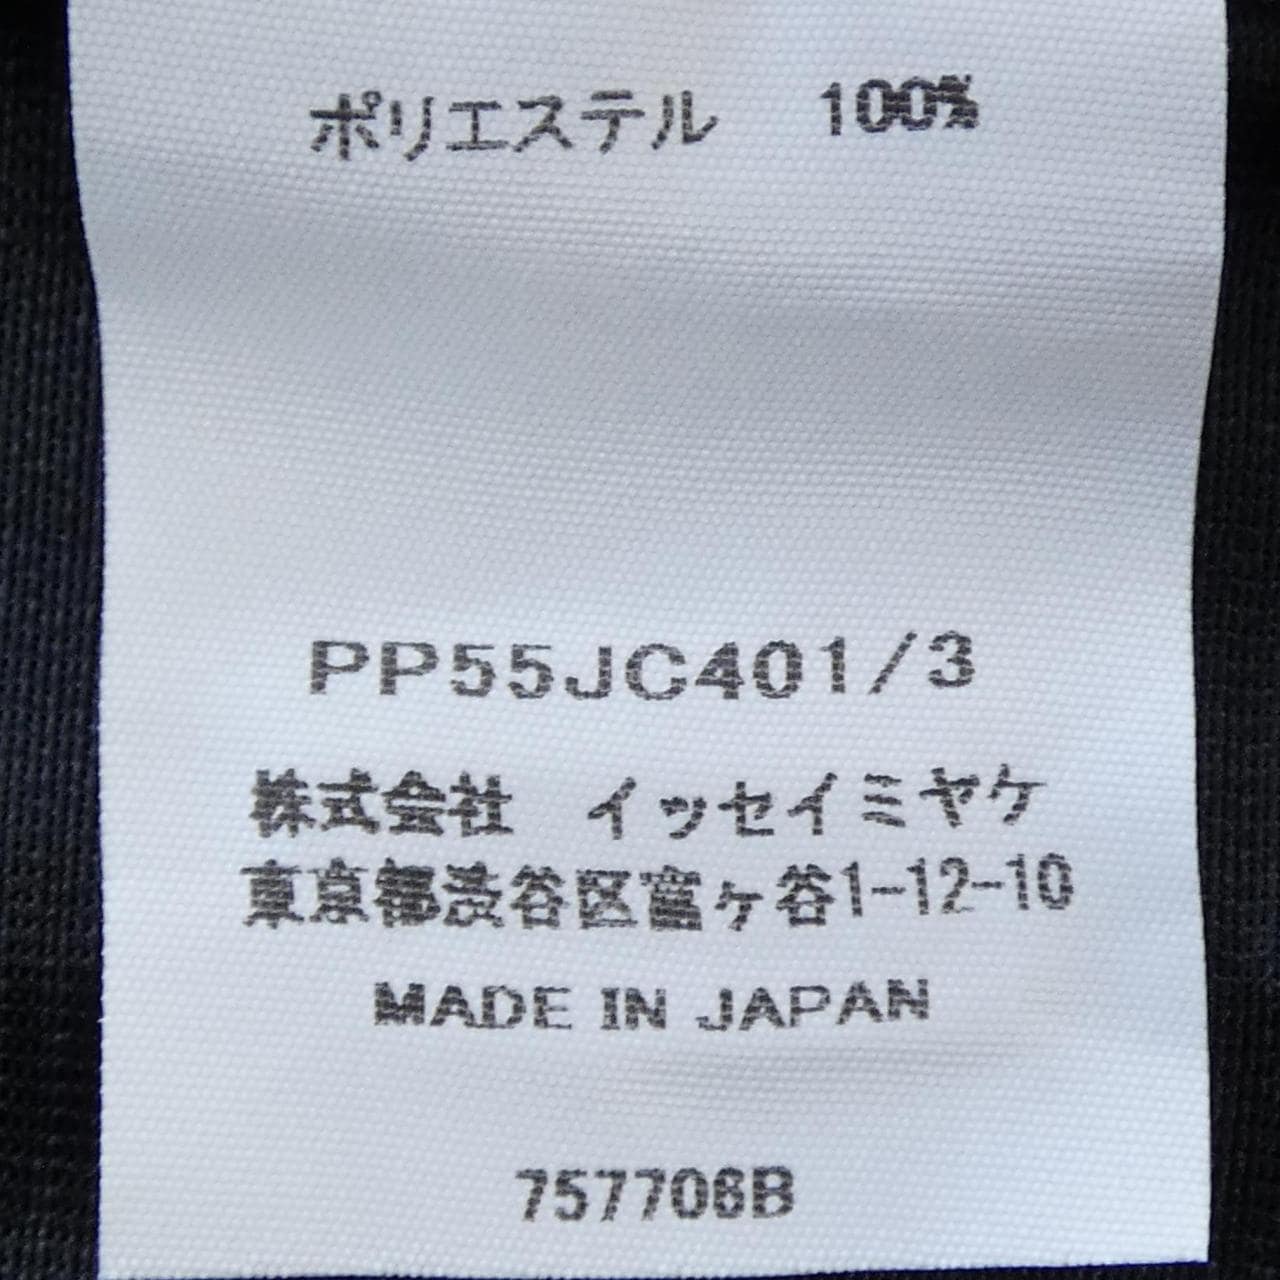 ポリエステル 100%
PP55JC401/3
株式会社 イッセイミヤケ
東京都渋谷区富ヶ谷1-12-10
MADE IN JAPAN
757706B